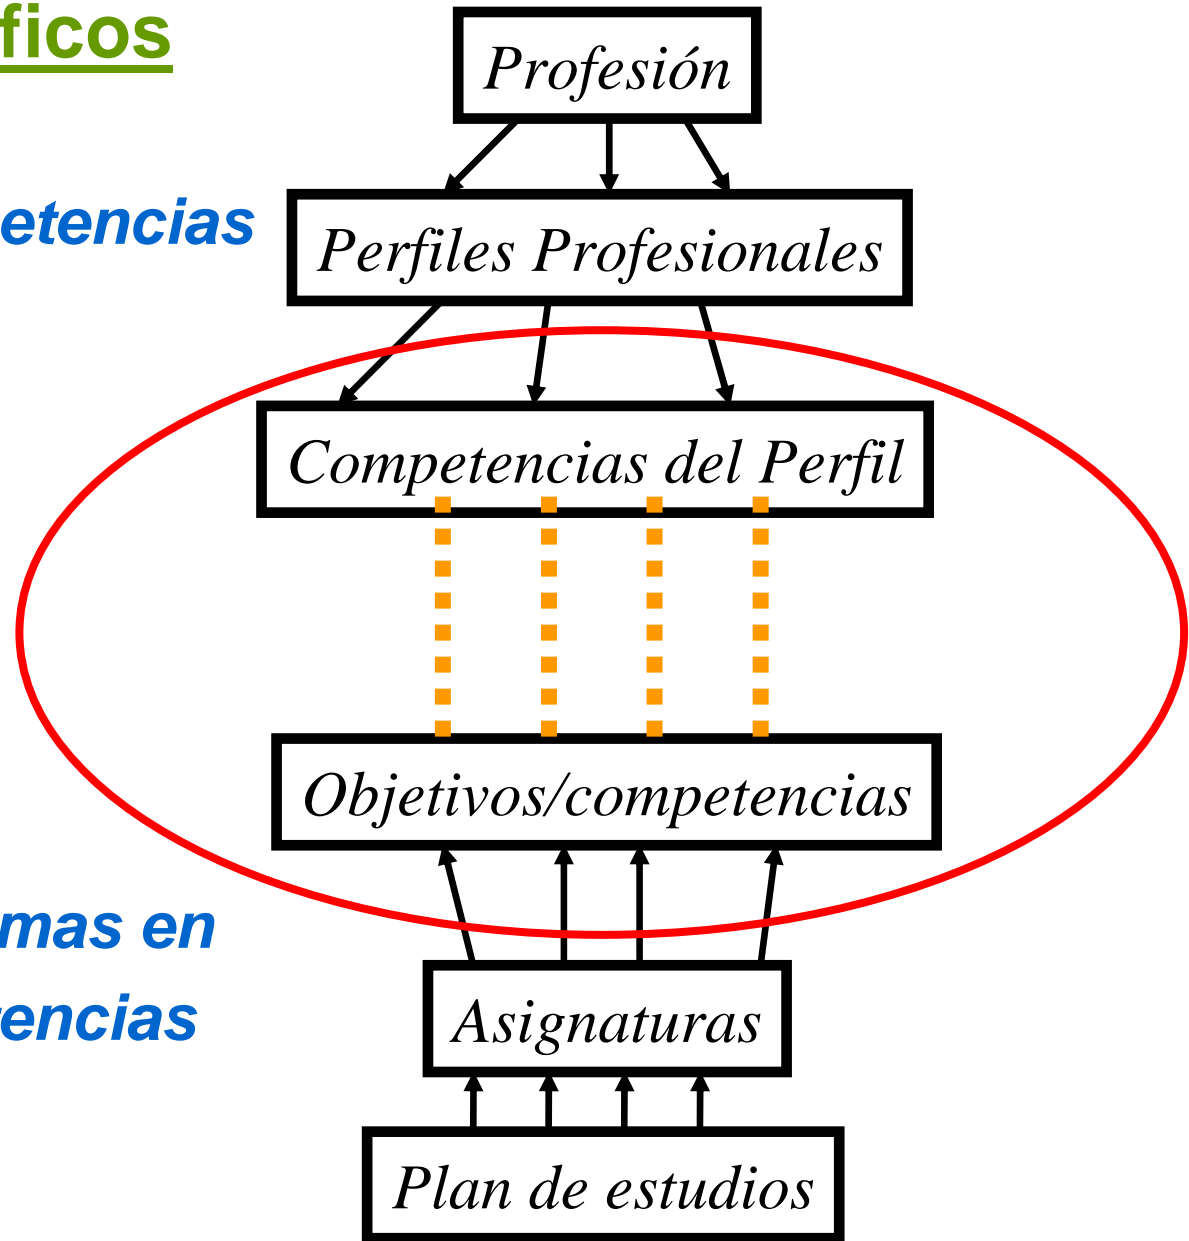 ficos
Profesión
etencias
Perfiles Profesionales
Competencias del Perfil
Objetivos/competencias
mas en
encias
Asignaturas
Plan de estudios